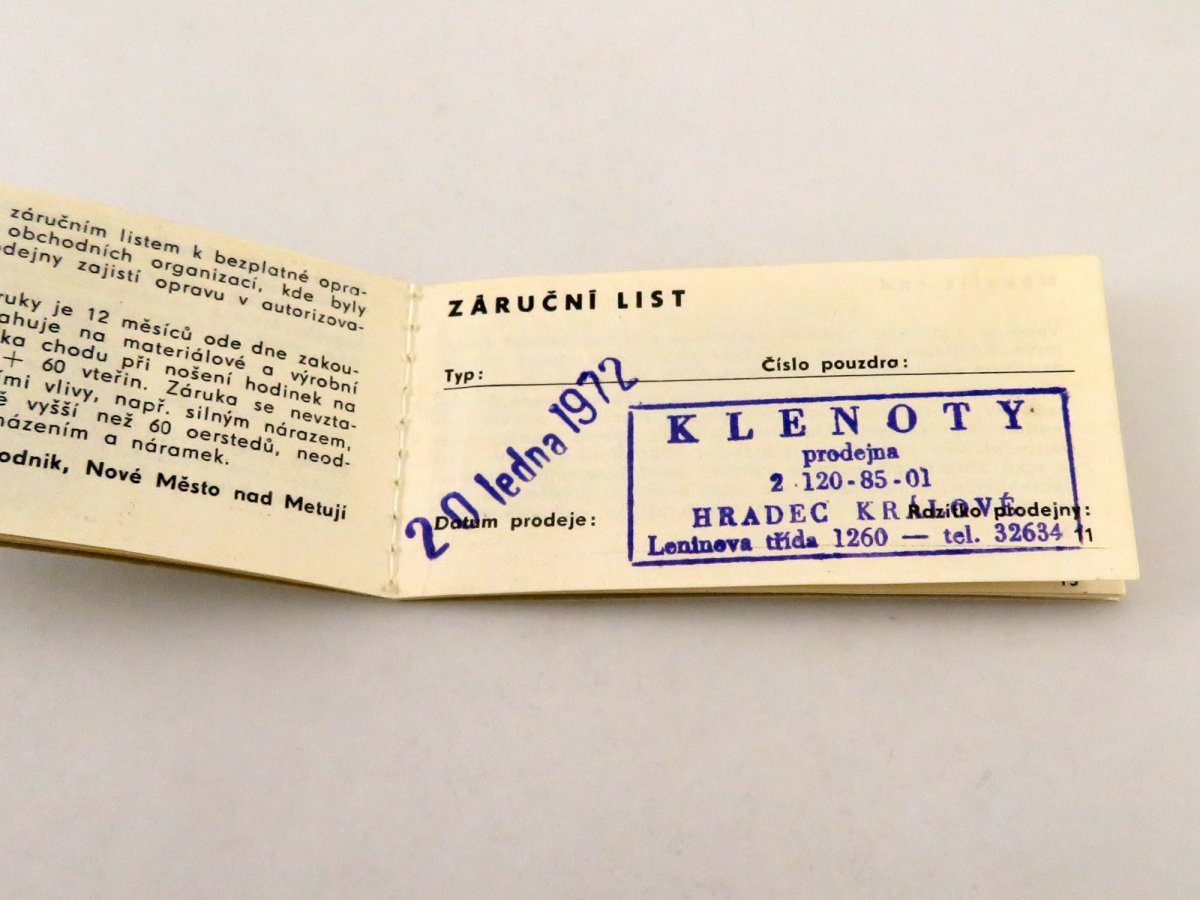 záručním listem k bezplatné opra-
obchodních organizací, kde byly
dejny zajistí opravu v autorizova-
ruky je 12 měsíců ode dne zakou-
ahuje na materiálové a výrobní
ka chodu při nošení hodinek na
+ 60 vteřin. Záruka se nevzta-
ími vlivy, např. silným nárazem,
ě vyšší než 60 oerstedů, neod-
házením a náramek.
odnik, Nové Město nad Metují
ZÁRUČNÍ LIST
Typ: Číslo pouzdra:
20 ledna 1972
KLENOTY
prodejna
2 120-85-01
HRADEC KRÁLOVÉ
Datum prodeje: Razítko prodejny:
Leninova třída 1260 — tel. 32634
11